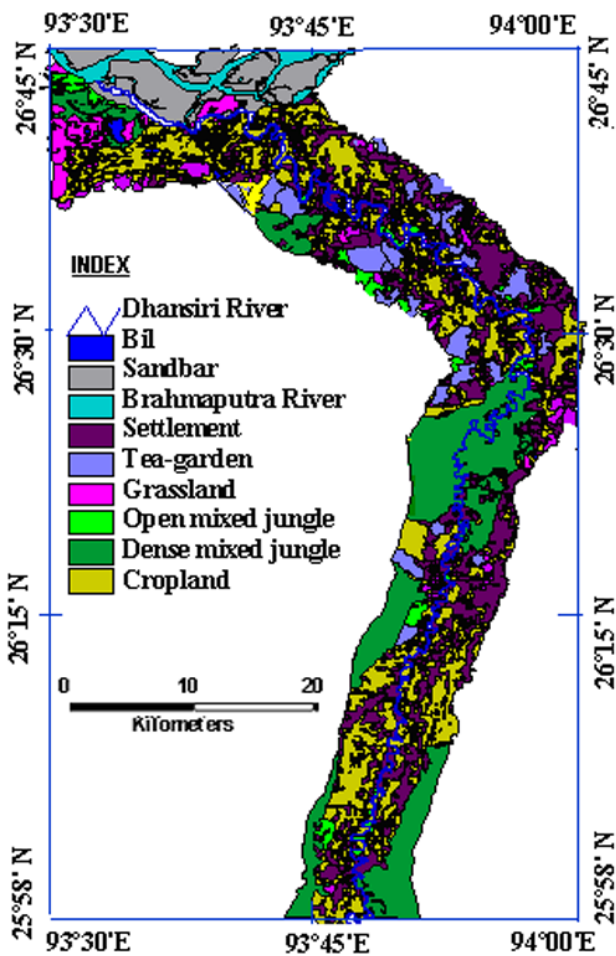 93°30'E 93°45'E 94°00'E
26°45' N 26°45' N
INDEX
Dhansiri River
Bil
Sandbar
Brahmaputra River
Settlement
Tea-garden
Grassland
Open mixed jungle
Dense mixed jungle
Cropland
26°30' N
26°15' N 26°15' N
0 10 20
Kilometers
25°58' N 25°58' N
93°30'E 93°45'E 94°00'E